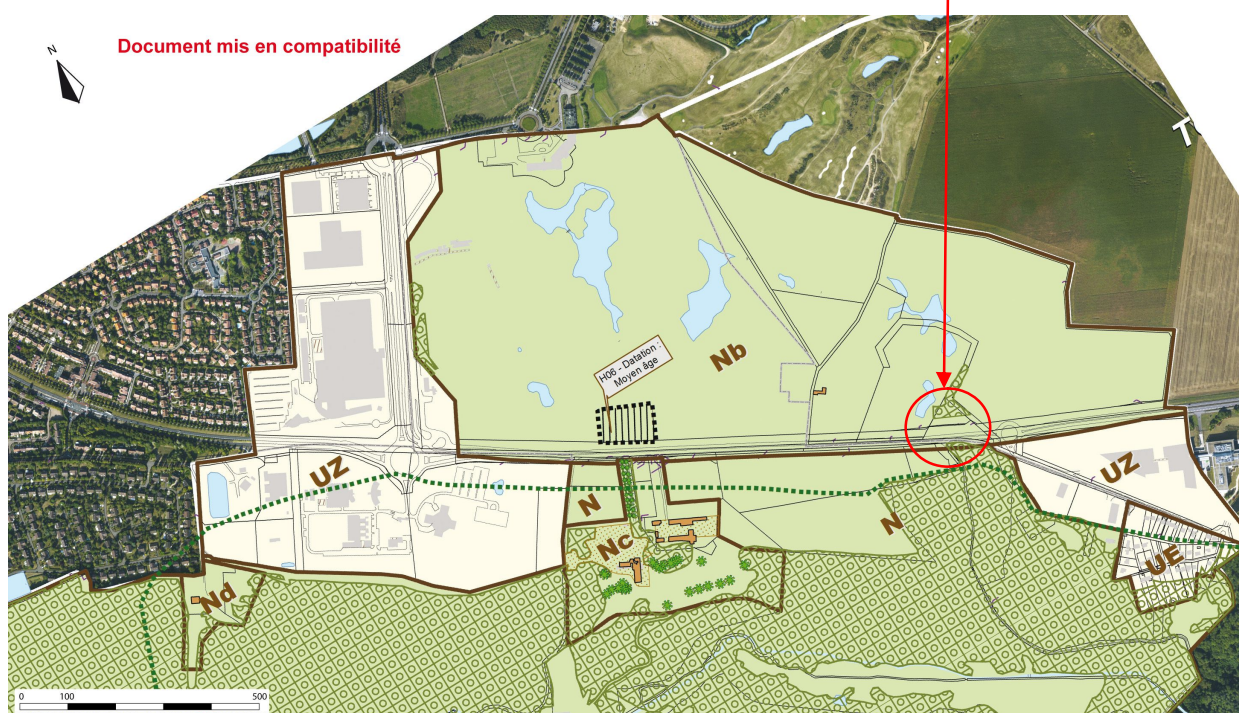 N
Document mis en compatibilité
T
H06 - Datation :
Moyen âge
Nb
UZ
N
Nc
N
UZ
UE
Nd
0 100 500